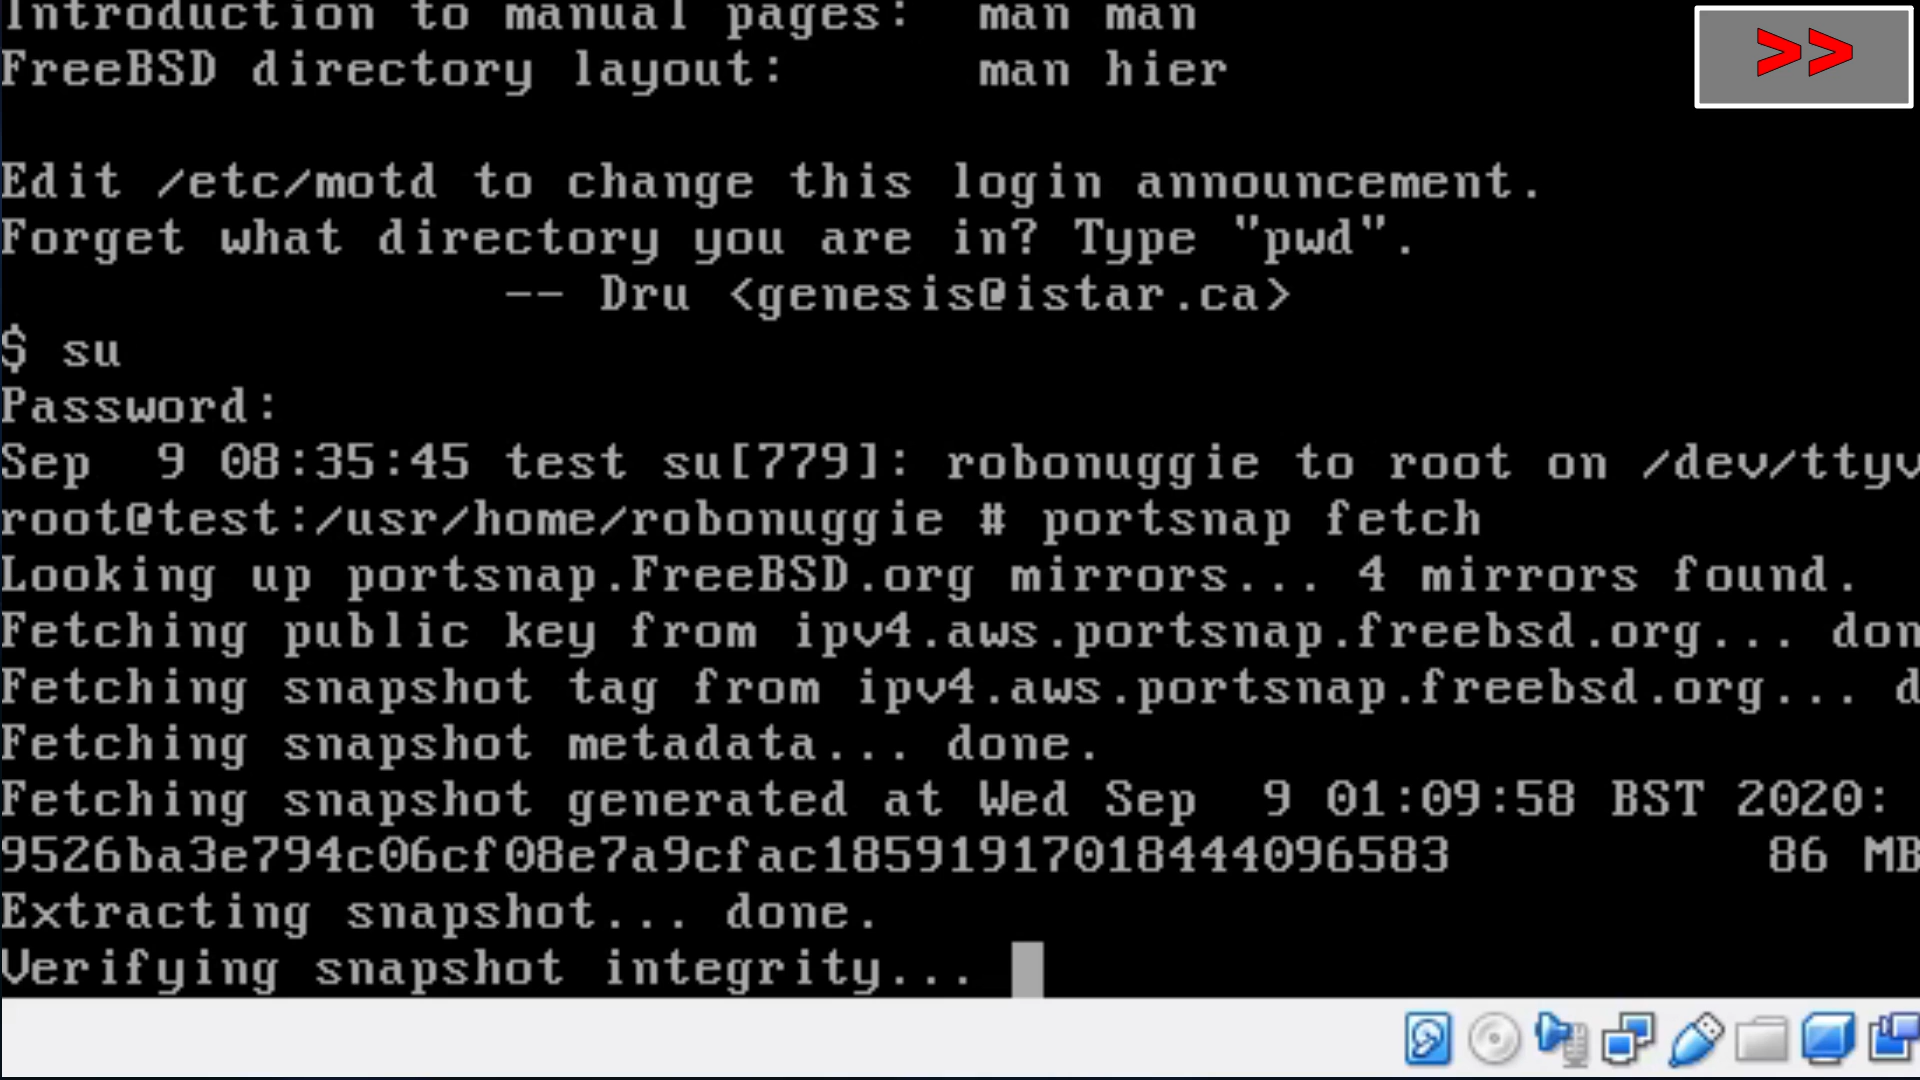 Introduction to manual pages: man man
FreeBSD directory layout: man hier
>>
Edit /etc/motd to change this login announcement.
Forget what directory you are in? Type "pwd".
-- Dru <genesis@istar.ca>
$ su
Password:
Sep 9 08:35:45 test su[779]: robonuggie to root on /dev/ttyv
root@test:/usr/home/robonuggie # portsnap fetch
Looking up portsnap.FreeBSD.org mirrors... 4 mirrors found.
Fetching public key from ipv4.aws.portsnap.freebsd.org... don
Fetching snapshot tag from ipv4.aws.portsnap.freebsd.org... d
Fetching snapshot metadata... done.
Fetching snapshot generated at Wed Sep 9 01:09:58 BST 2020:
9526ba3e794c06cf08e7a9cfac18591917018444096583 86 MB
Extracting snapshot... done.
Verifying snapshot integrity...